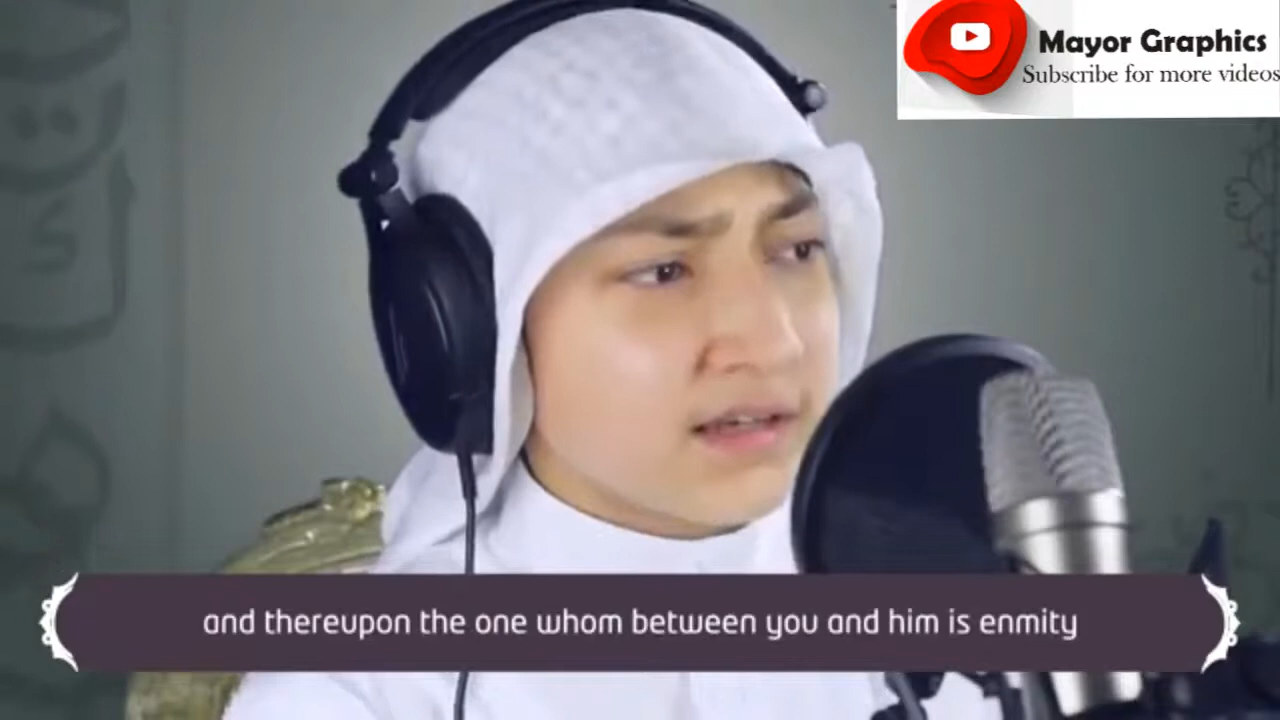 Mayor Graphics
Subscribe for more videos
and thereupon the one whom between you and him is enmity